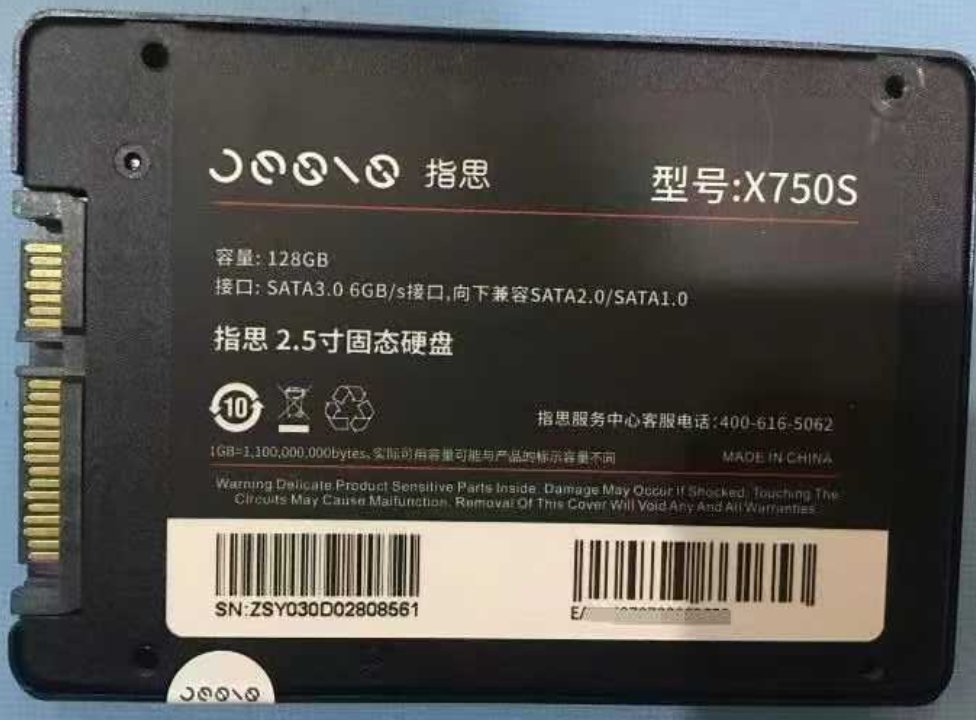 指思 型号:X750S
容量: 128GB
接口: SATA3.0 6GB/s接口,向下兼容SATA2.0/SATA1.0
指思 2.5寸固态硬盘
10
指思服务中心客服电话:400-616-5062
1GB=1,100,000,000bytes, 实际可用容量可能与产品的标示容量不同 MADE IN CHINA
Warning Delicate Product Sensitive Parts Inside. Damage May Occur If Shocked, Touching The
Circuits May Cause Malfunction. Removal Of This Cover Will Void Any And All Warranties
SN:ZSY030D02808561
E/